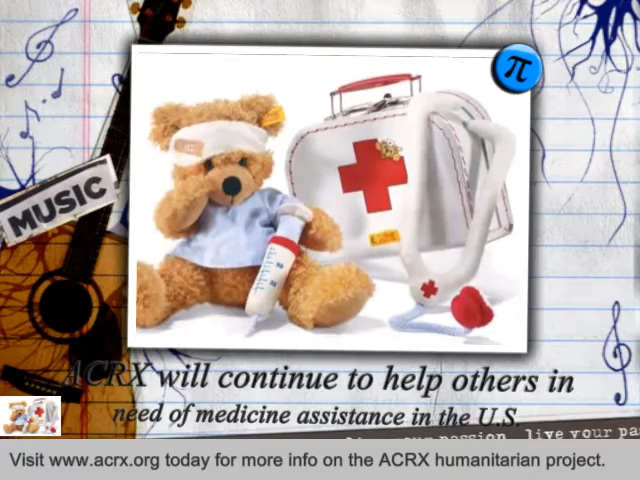 π
MUSIC
ACRX will continue to help others in
need of medicine assistance in the U.S.
passion, live your pa
Visit www.acrx.org today for more info on the ACRX humanitarian project.